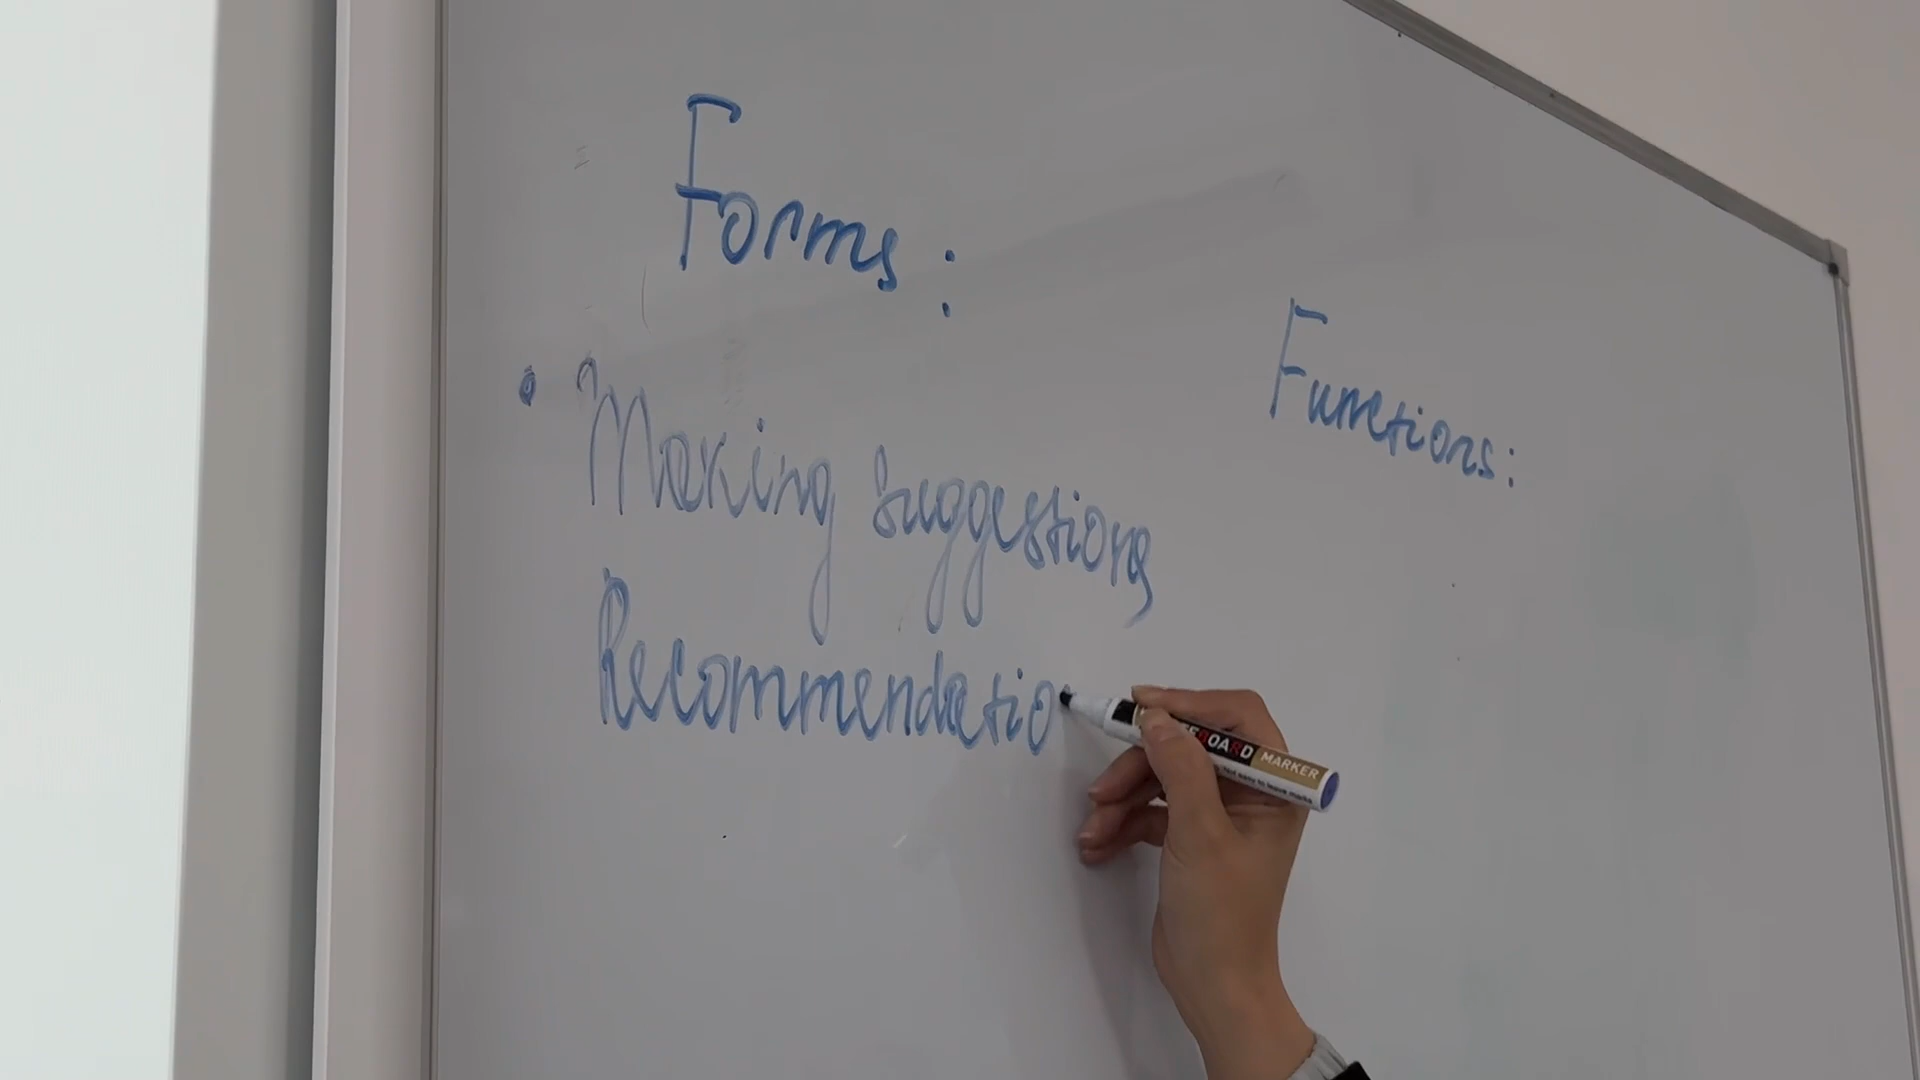 Forms:
Functions:
• Making suggestions
Recommendatio
BOARD MARKER